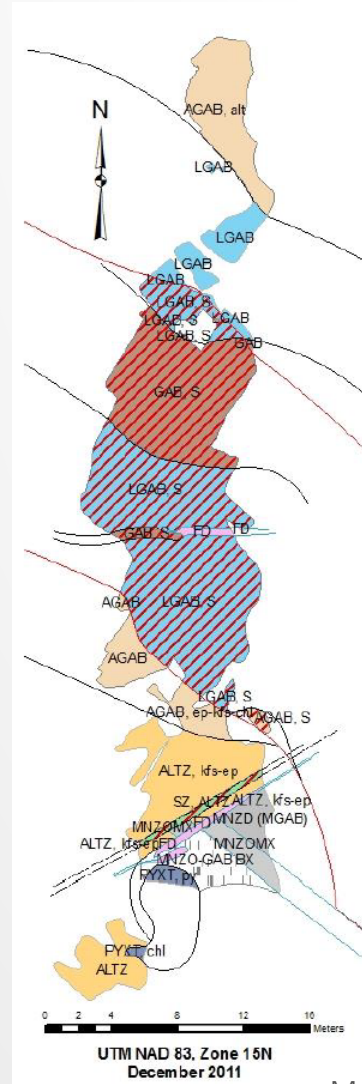 AGAB, alt
N
LGAB
LGAB
LGAB
LGAB
LGAB, S
LGAB, S
LGAB
LGAB, S
GAB
GAB, S
LGAB, S
FD
GAB, S
FD
AGAB
LGAB, S
AGAB
LGAB, S
AGAB, ep-kfs-chl
AGAB, S
ALTZ, kfs-ep
SZ, ALTZ
ALTZ, kfs-ep
MNZOMX
FD
MNZD (MGAB)
ALTZ, kfs-ep
FD
MNZOMX
MNZO-GAB BX
PYXT, py
PYXT, chl
ALTZ
0 2 4 8 12 16
Meters
UTM NAD 83, Zone 15N
December 2011